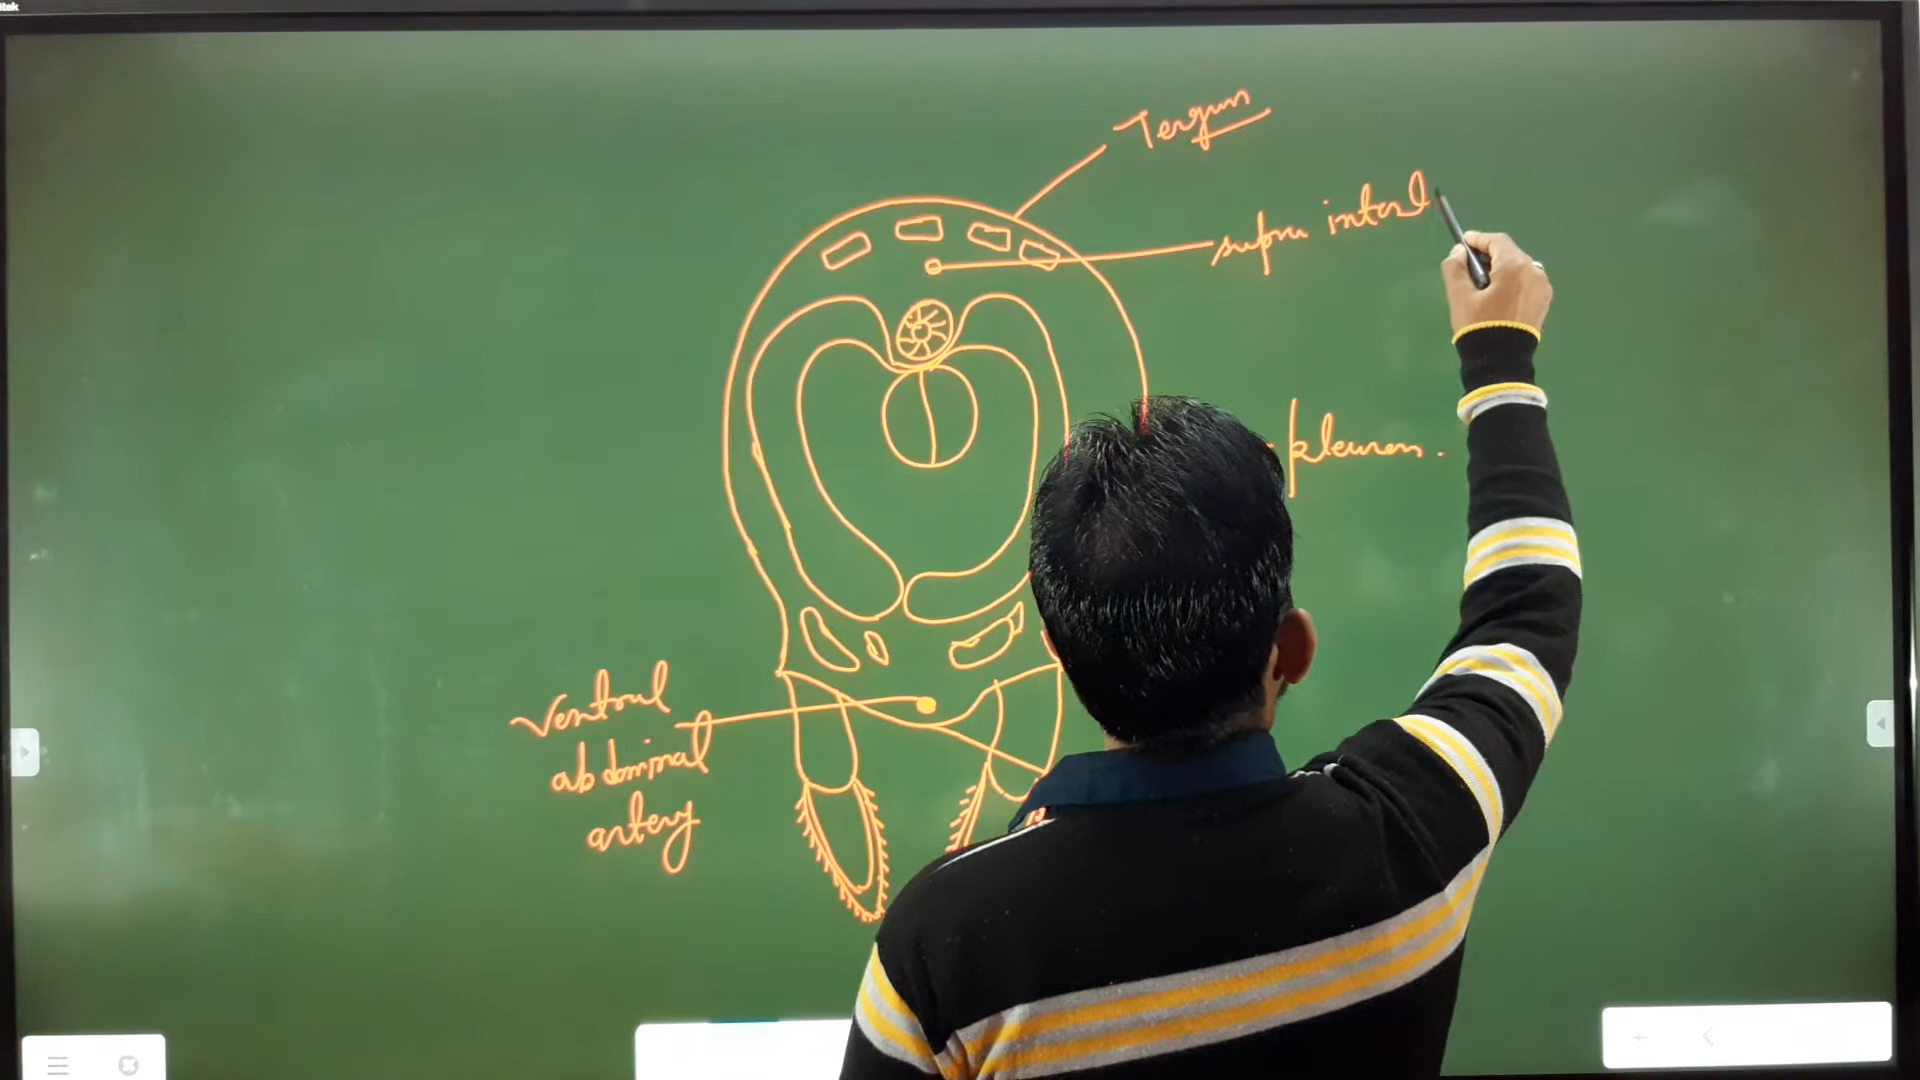 Tergum
supra intest
pleuron.
Ventral
abdominal
artery